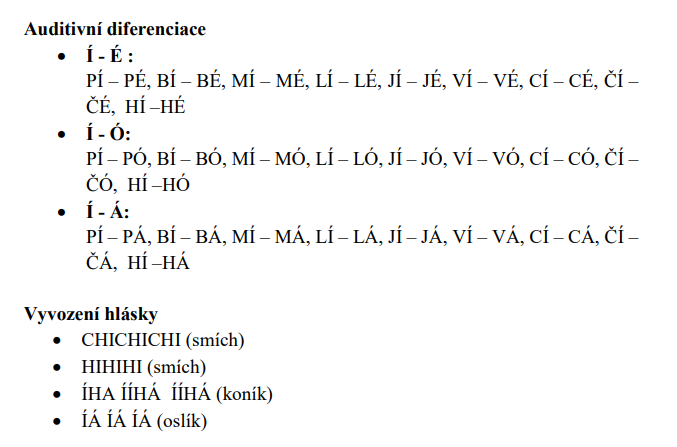 Auditivní diferenciace
• Í - É :
PÍ – PÉ, BÍ – BÉ, MÍ – MÉ, LÍ – LÉ, JÍ – JÉ, VÍ – VÉ, CÍ – CÉ, ČÍ –
ČÉ,  HÍ –HÉ
• Í - Ó:
PÍ – PÓ, BÍ – BÓ, MÍ – MÓ, LÍ – LÓ, JÍ – JÓ, VÍ – VÓ, CÍ – CÓ, ČÍ –
ČÓ,  HÍ –HÓ
• Í - Á:
PÍ – PÁ, BÍ – BÁ, MÍ – MÁ, LÍ – LÁ, JÍ – JÁ, VÍ – VÁ, CÍ – CÁ, ČÍ –
ČÁ,  HÍ –HÁ
Vyvození hlásky
• CHICHICHI (smích)
• HIHIHI (smích)
• ÍHA ÍÍHÁ  ÍÍHÁ (koník)
• ÍÁ ÍÁ ÍÁ (oslík)